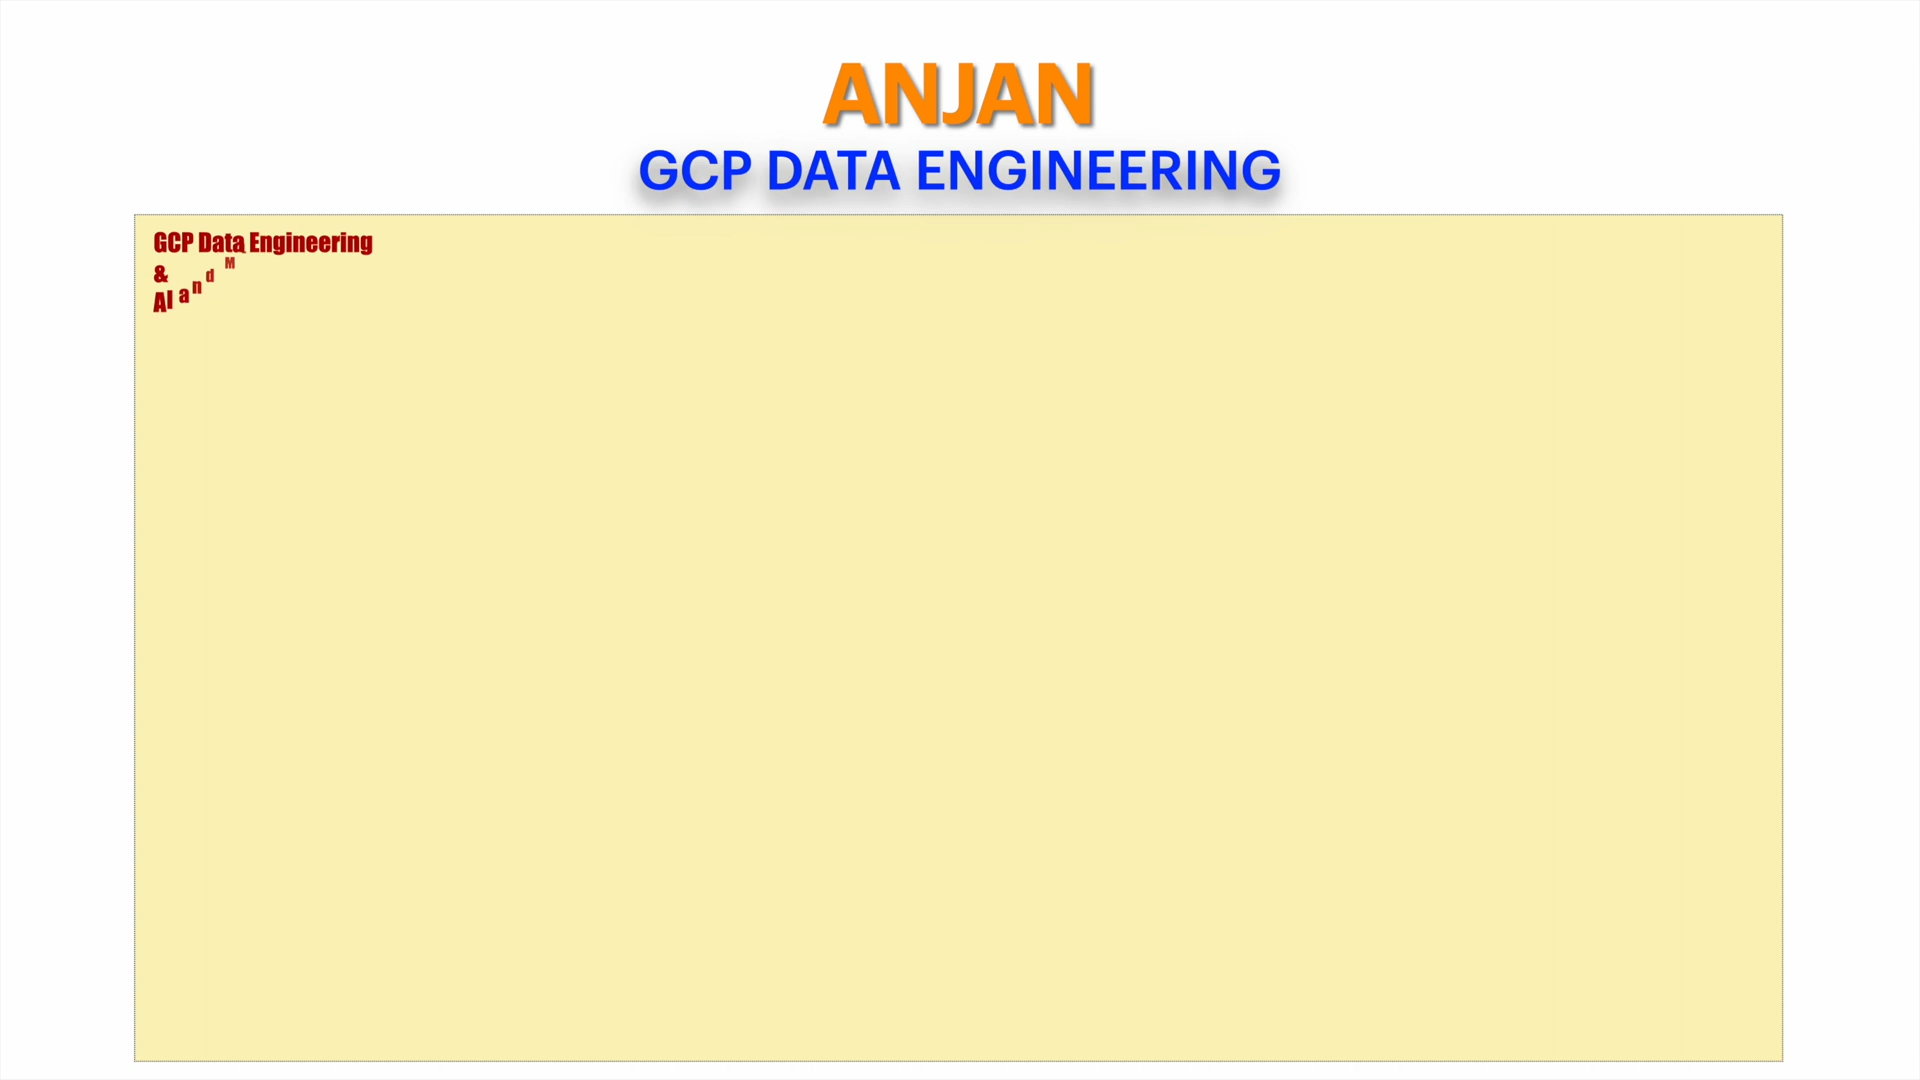 ANJAN
GCP DATA ENGINEERING
GCP Data Engineering
&
AI and M